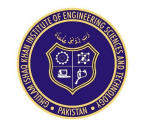 GHULAM ISHAQ KHAN INSTITUTE OF ENGINEERING SCIENCES AND TECHNOLOGY
• PAKISTAN •